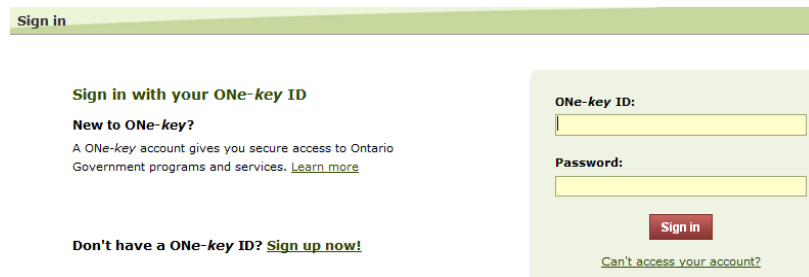 Sign in
Sign in with your ONe-key ID
New to ONe-key?
A ONe-key account gives you secure access to Ontario
Government programs and services. Learn more
Don't have a ONe-key ID? Sign up now!
ONe-key ID:
Password:
Sign in
Can't access your account?